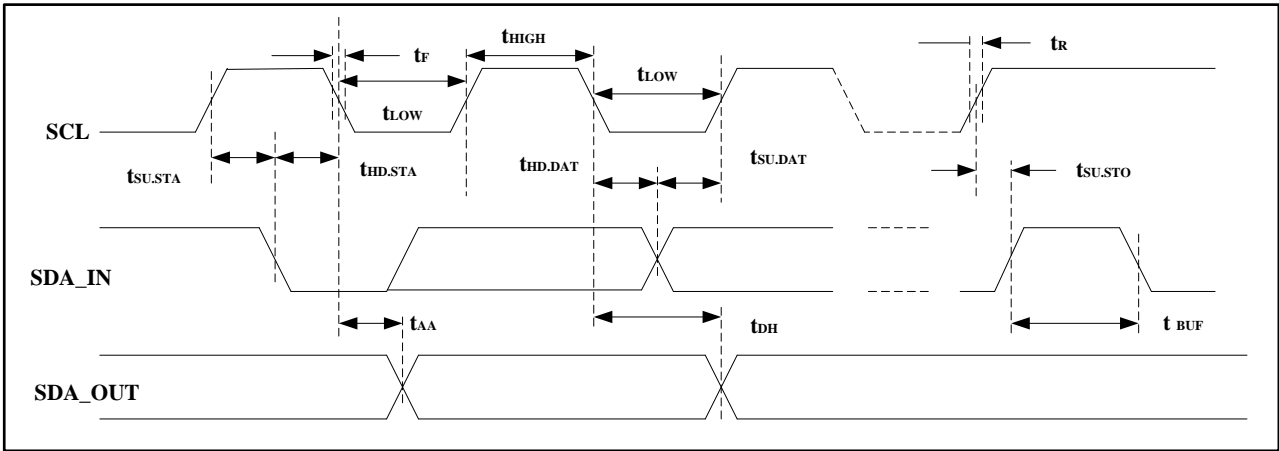 tHIGH
tF
tR
tLOW
tLOW
SCL
tSU.STA
tHD.STA
tHD.DAT
tSU.DAT
tSU.STO
SDA_IN
tAA
tDH
t BUF
SDA_OUT